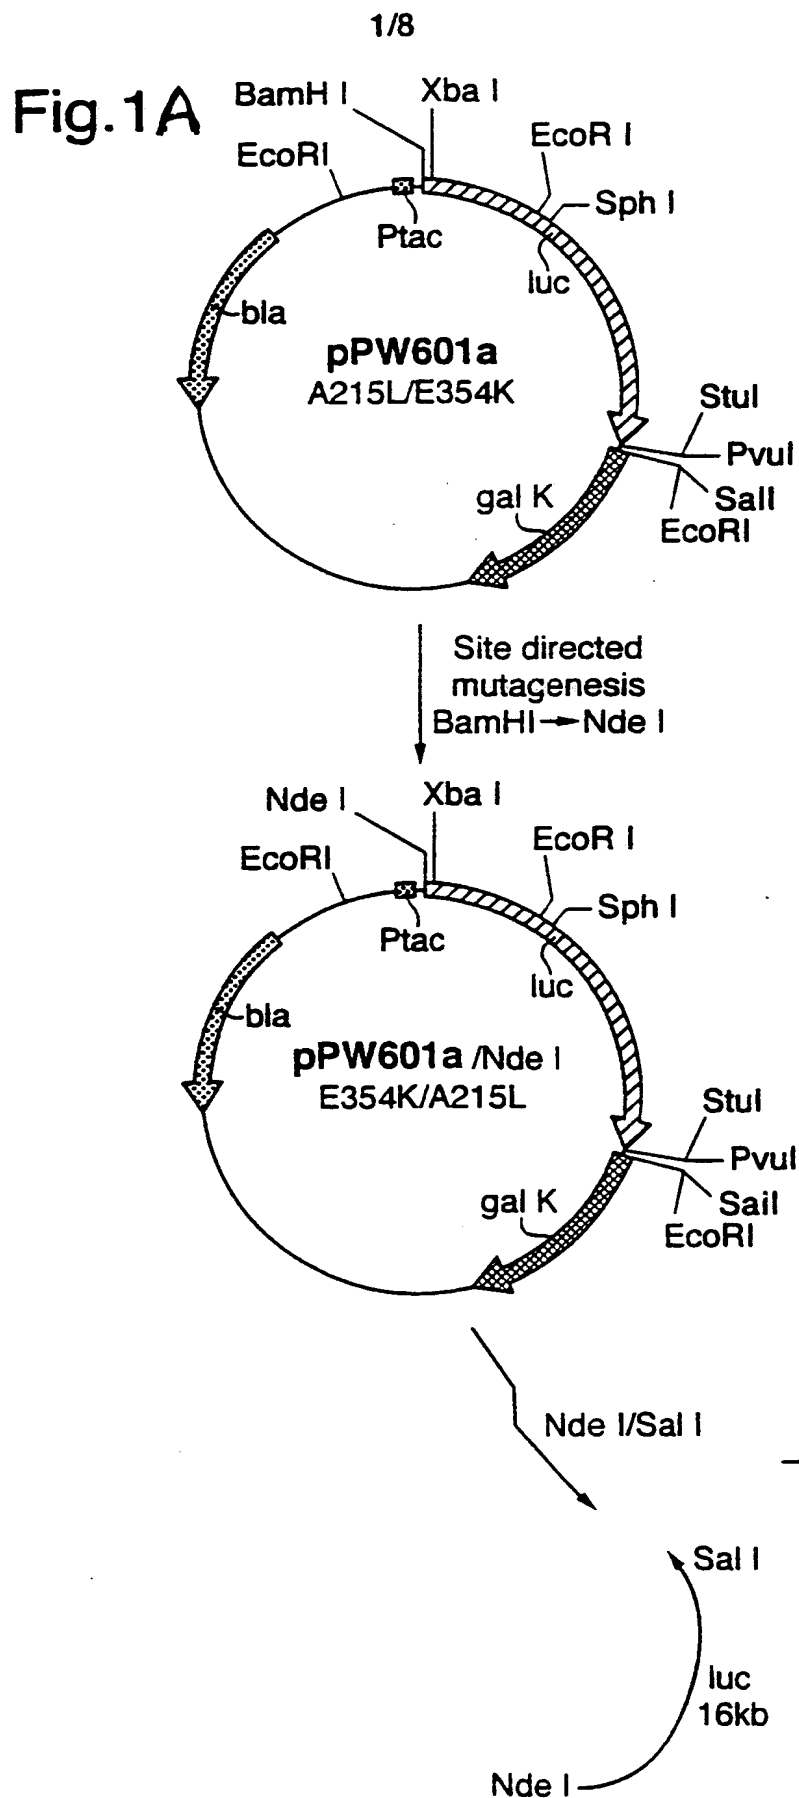 1/8
Fig.1A
BamH I
Xba I
EcoRI
EcoR I
Sph I
Ptac
luc
bla
pPW601a
A215L/E354K
StuI
PvuI
SalI
EcoRI
gal K
Site directed
mutagenesis
BamHI→Nde I
Nde I
Xba I
EcoRI
EcoR I
Sph I
Ptac
luc
bla
pPW601a /Nde I
E354K/A215L
StuI
PvuI
SalI
EcoRI
gal K
Nde I/Sal I
Sal I
luc
16kb
Nde I